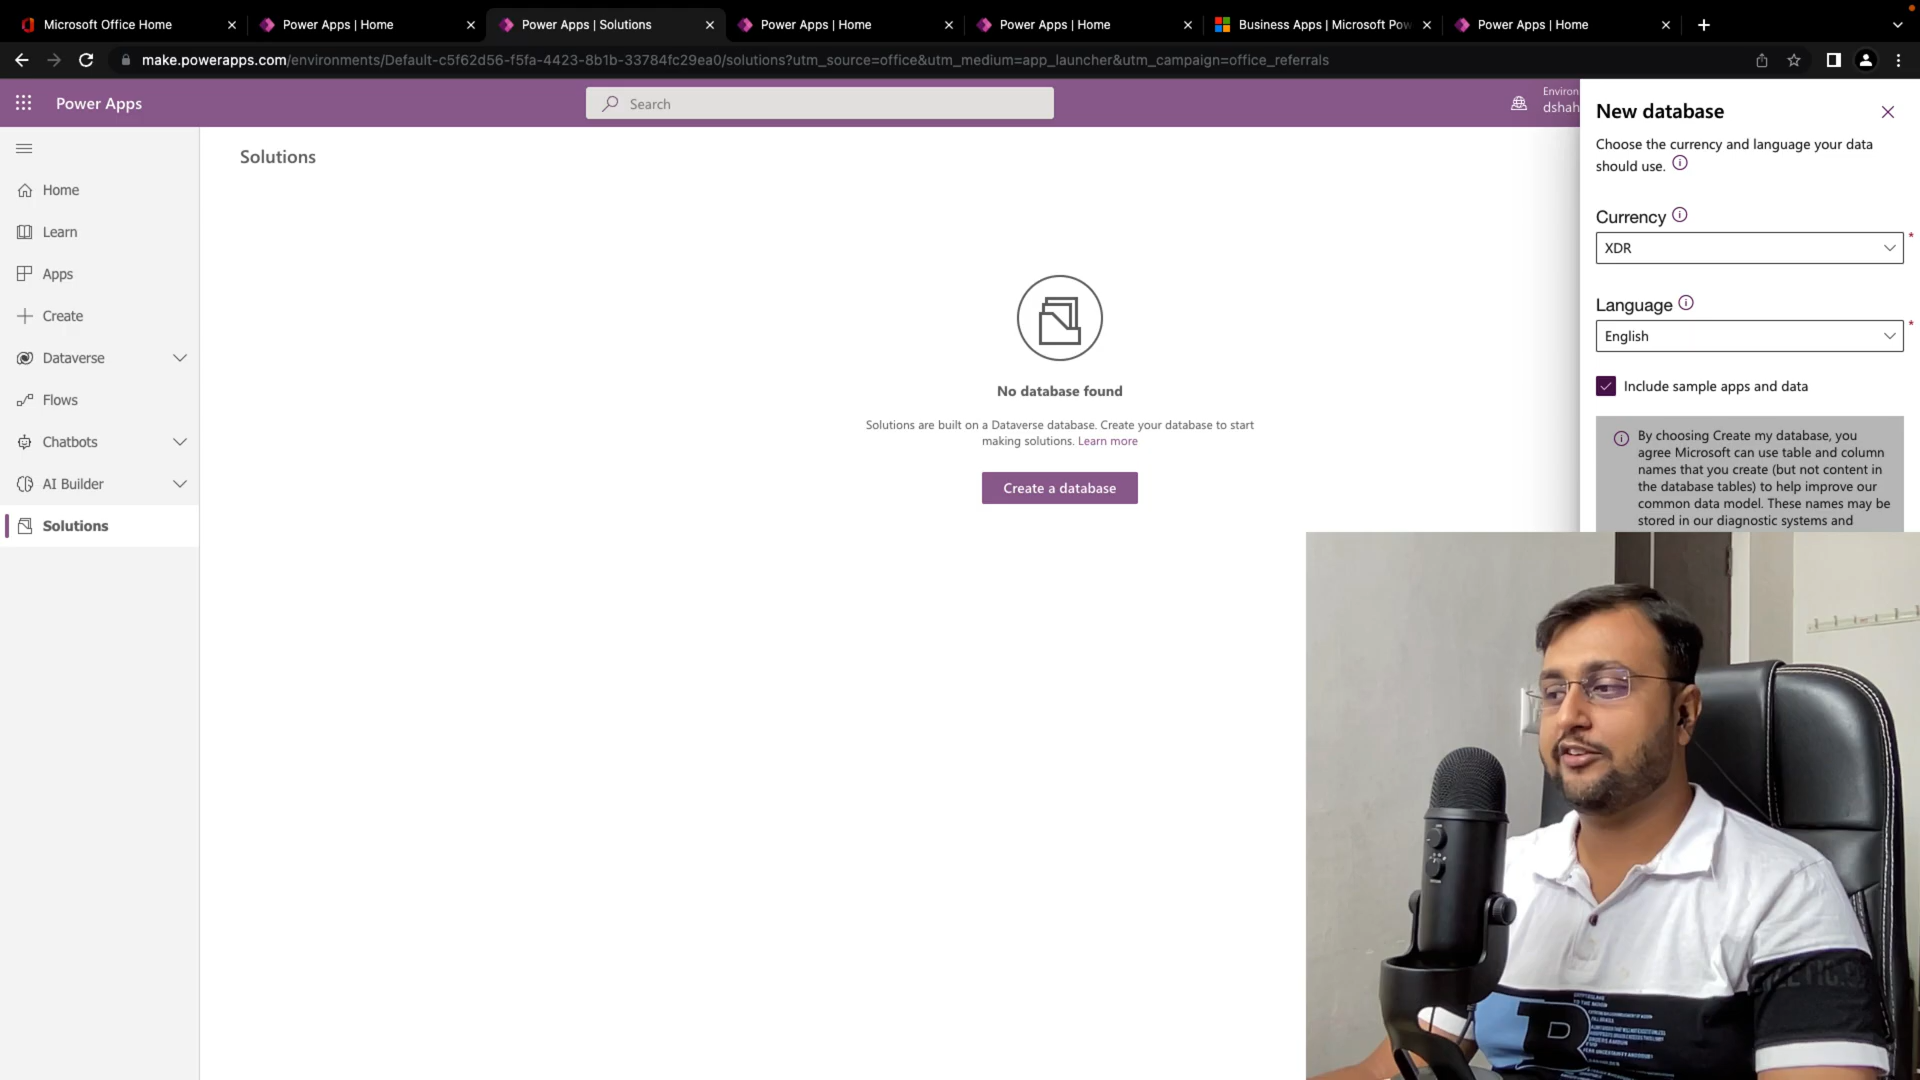 Microsoft Office Home
Power Apps | Home
Power Apps | Solutions
Power Apps | Home
Power Apps | Home
Business Apps | Microsoft Pow
Power Apps | Home
make.powerapps.com/environments/Default-c5f62d56-f5fa-4423-8b1b-33784fc29ea0/solutions?utm_source=office&utm_medium=app_launcher&utm_campaign=office_referrals
Power Apps
Search
Environ
dshah
Home
Learn
Apps
Create
Dataverse
Flows
Chatbots
AI Builder
Solutions
Solutions
No database found
Solutions are built on a Dataverse database. Create your database to start
making solutions. Learn more
Create a database
New database
Choose the currency and language your data
should use.
Currency
*
XDR
Language
*
English
Include sample apps and data
By choosing Create my database, you
agree Microsoft can use table and column
names that you create (but not content in
the database tables) to help improve our
common data model. These names may be
stored in our diagnostic systems and